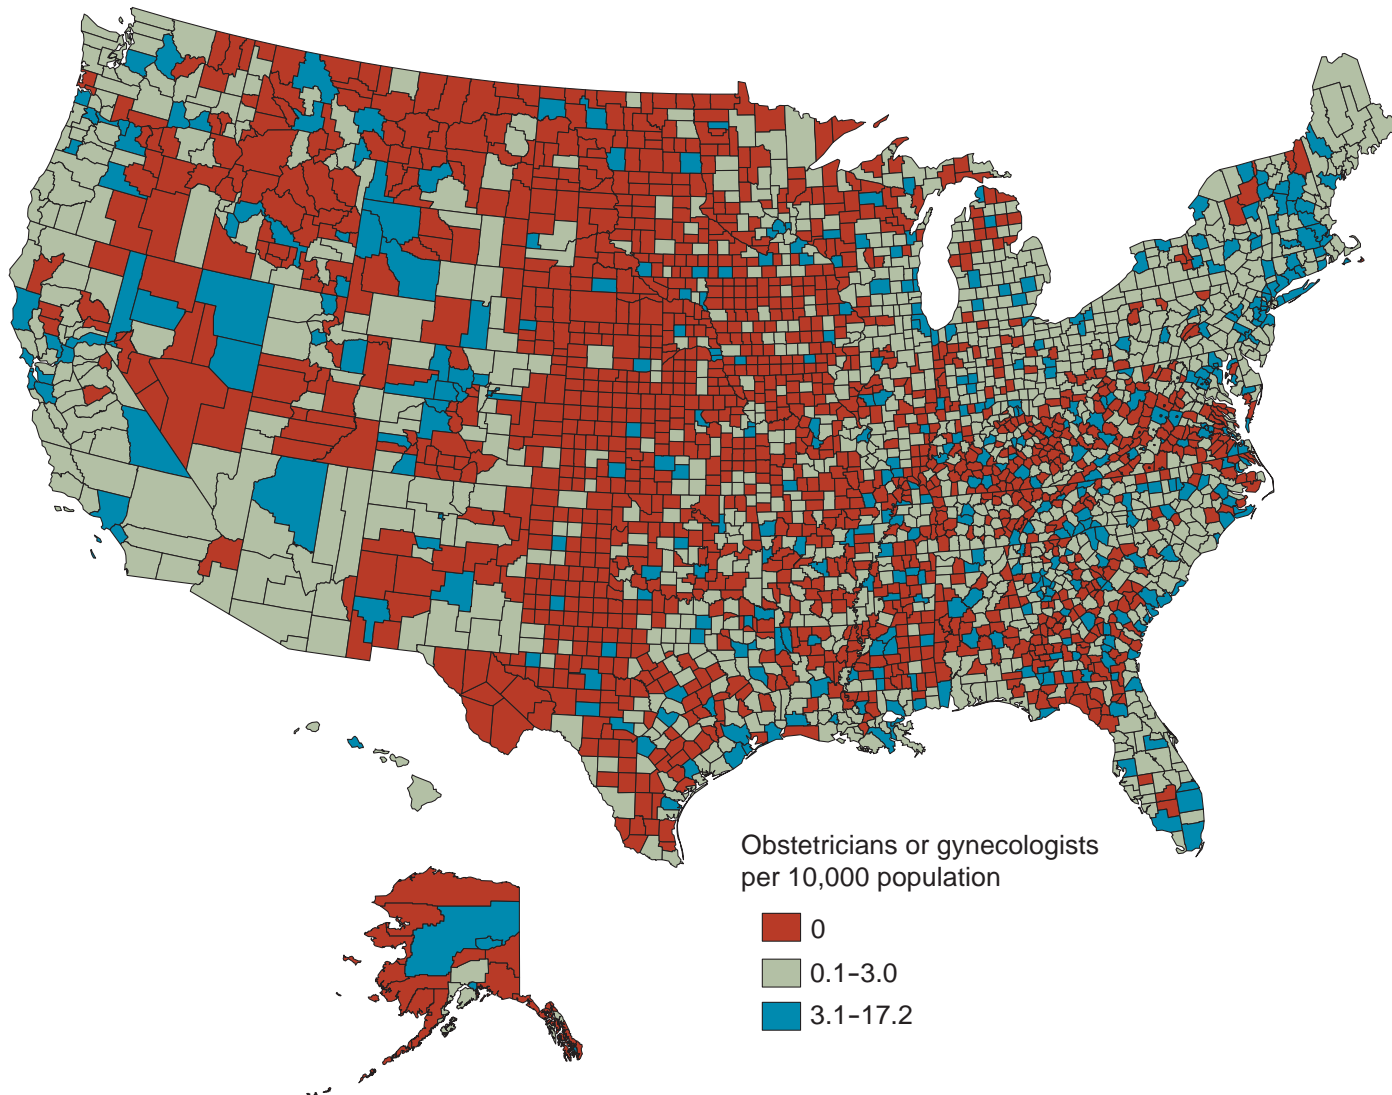 Obstetricians or gynecologists
per 10,000 population
0
0.1–3.0
3.1–17.2